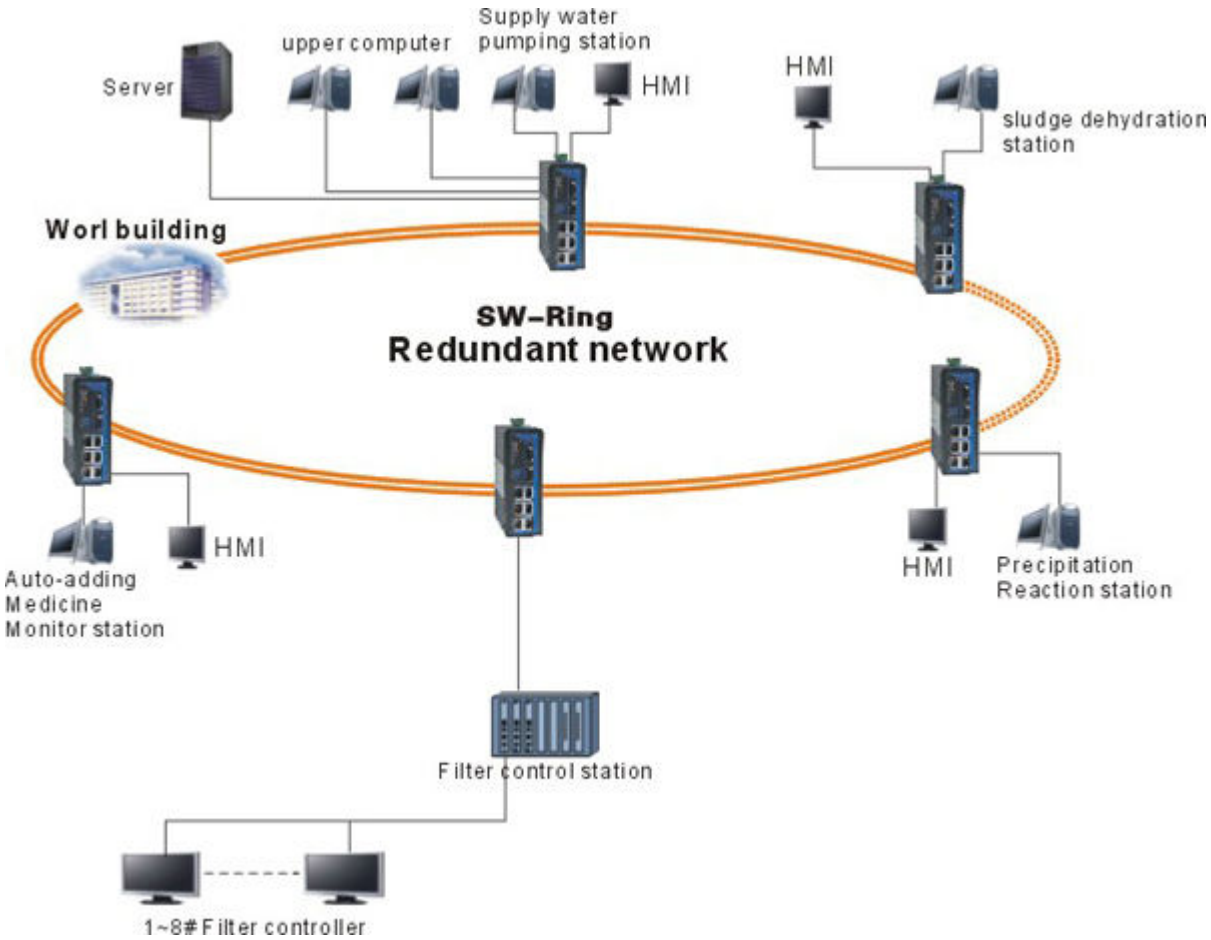 Supply water
pumping station
upper computer
Server
HMI
HMI
sludge dehydration
station
Worl building
SW-Ring
Redundant network
HMI
Auto-adding
Medicine
Monitor station
HMI
Precipitation
Reaction station
Filter control station
1~8# Filter controller